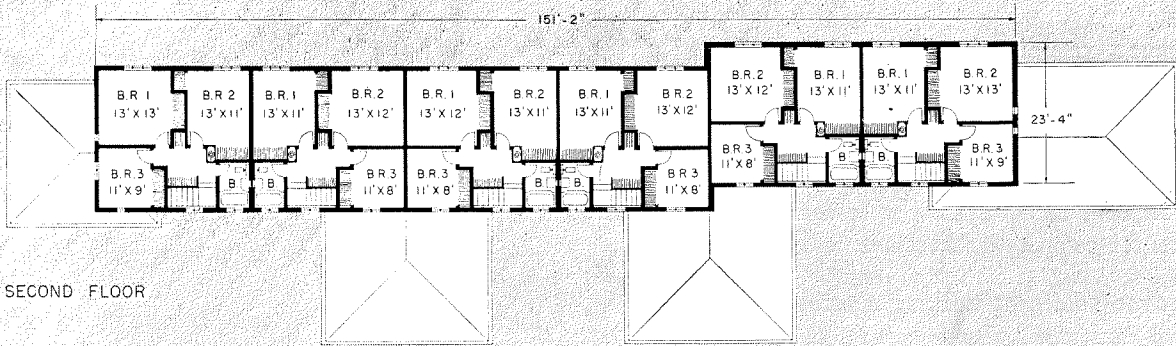 151'-2"
B.R. 1
13' X 13'
B.R. 2
13' X 11'
B.R. 1
13' X 11'
B.R. 2
13' X 12'
B.R. 1
13' X 12'
B.R. 2
13' X 11'
B.R. 1
13' X 11'
B.R. 2
13' X 12'
B.R. 2
13' X 12'
B.R. 1
13' X 11'
B.R. 1
13' X 11'
B.R. 2
13' X 13'
23'-4"
B.R. 3
11' X 9'
B
B
B.R. 3
11' X 8'
B.R. 3
11' X 8'
B
B
B.R. 3
11' X 8'
B.R. 3
11' X 8'
B
B
B.R. 3
11' X 9'
SECOND FLOOR